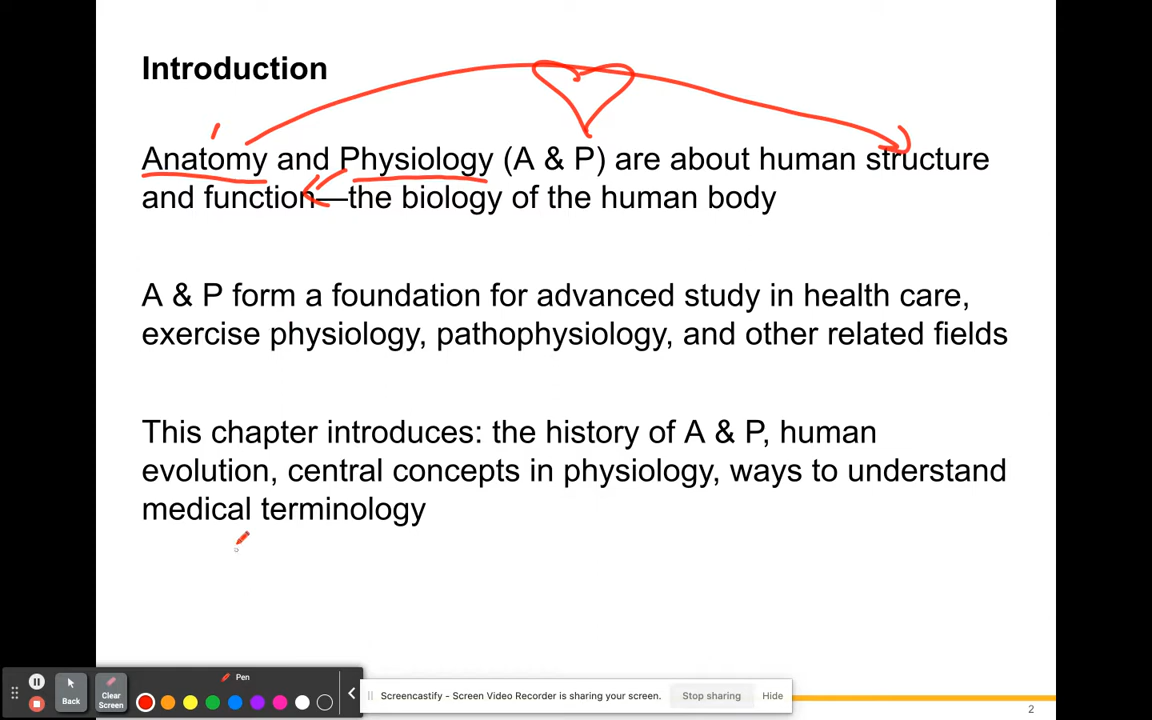 Introduction
Anatomy and Physiology (A & P) are about human structure
and function—the biology of the human body
A & P form a foundation for advanced study in health care,
exercise physiology, pathophysiology, and other related fields
This chapter introduces: the history of A & P, human
evolution, central concepts in physiology, ways to understand
medical terminology
Pen
Back
Clear
Screen
Screencastify - Screen Video Recorder is sharing your screen.
Stop sharing
Hide
2